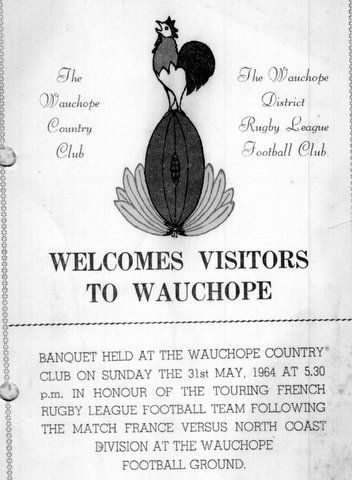 The
Wauchope
Country
Club
The Wauchope
District
Rugby League
Football Club
WELCOMES VISITORS
TO WAUCHOPE
BANQUET HELD AT THE WAUCHOPE COUNTRY
CLUB ON SUNDAY THE 31st MAY, 1964 AT 5.30
p.m. IN HONOUR OF THE TOURING FRENCH
RUGBY LEAGUE FOOTBALL TEAM FOLLOWING
THE MATCH FRANCE VERSUS NORTH COAST
DIVISION AT THE WAUCHOPE
FOOTBALL GROUND.